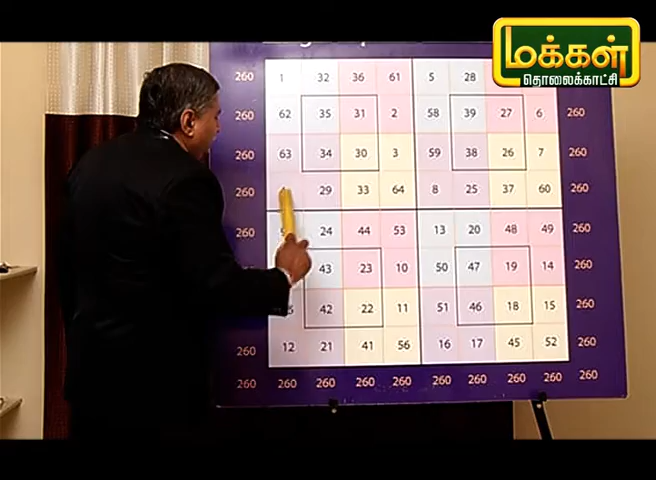 மக்கள்
தொலைக்காட்சி
260 1 32 36 61 5 28
62 35 31 2 58 39 27 6 260
260 63 34 30 3 59 38 26 7 260
260 29 33 64 8 25 37 60 260
260 24 44 53 13 20 48 49 260
43 23 10 50 47 19 14 260
42 22 11 51 46 18 15 260
260 12 21 41 56 16 17 45 52 260
260 260 260 260 260 260 260 260 260 260